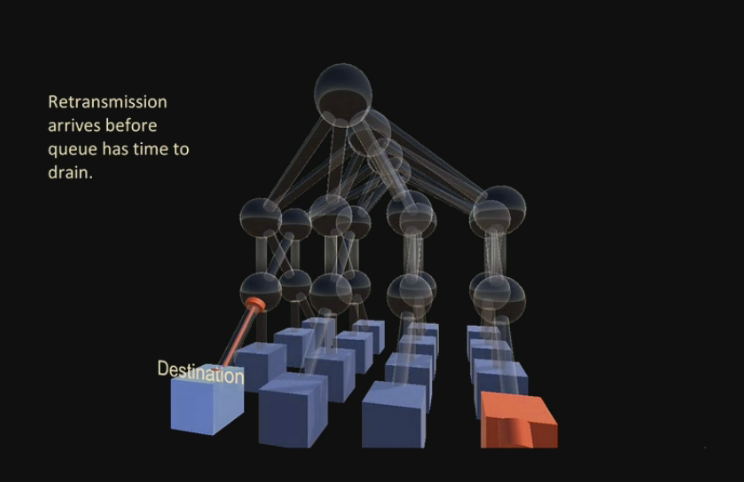 Retransmission
arrives before
queue has time to
drain.
Destination